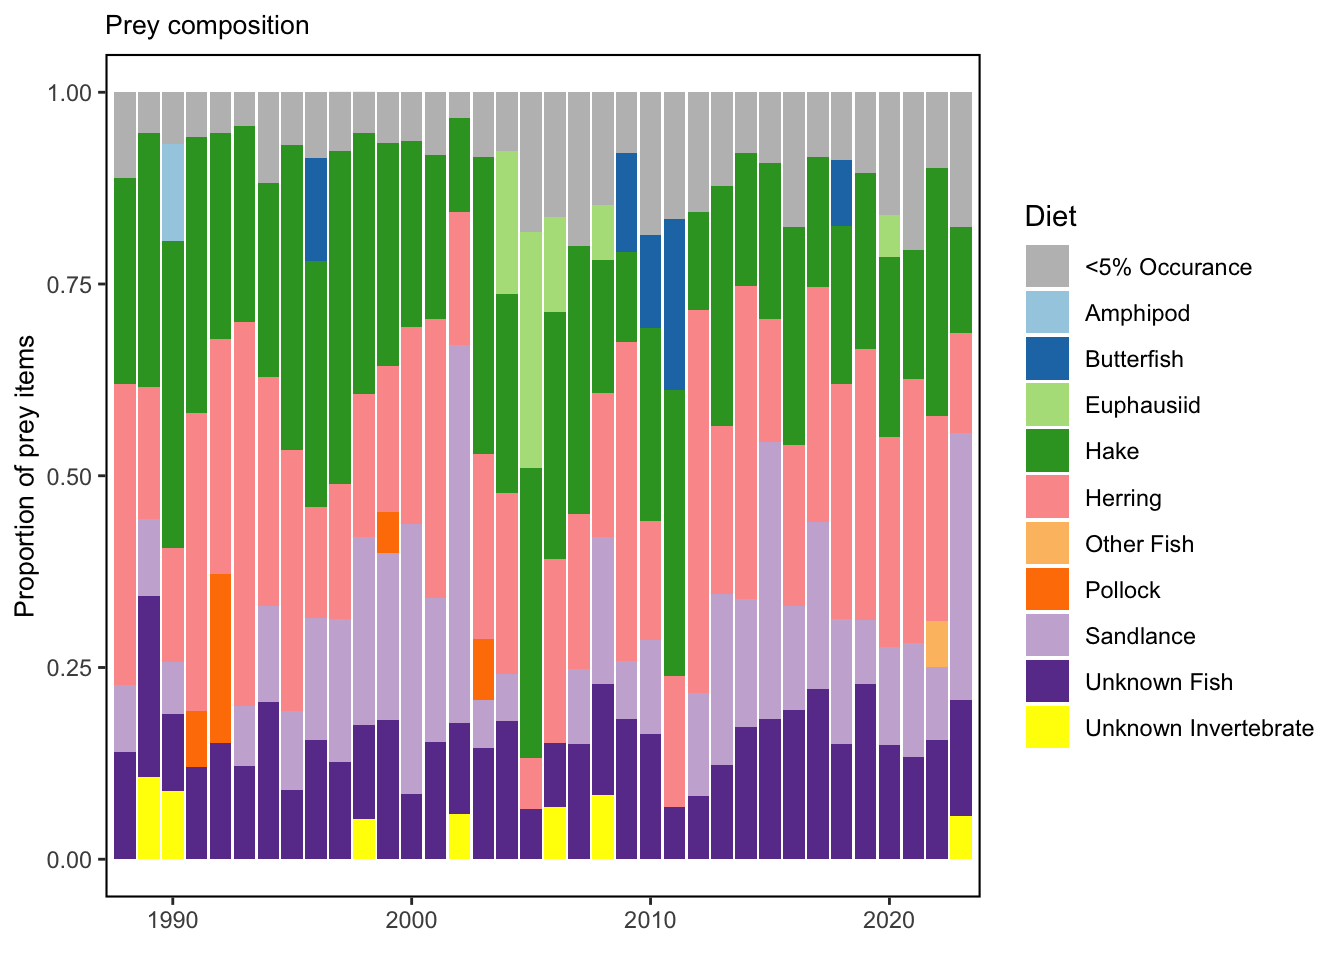 Prey composition
Proportion of prey items
1.00
0.75
0.50
0.25
0.00
1990
2000
2010
2020
Diet
<5% Occurance
Amphipod
Butterfish
Euphausiid
Hake
Herring
Other Fish
Pollock
Sandlance
Unknown Fish
Unknown Invertebrate